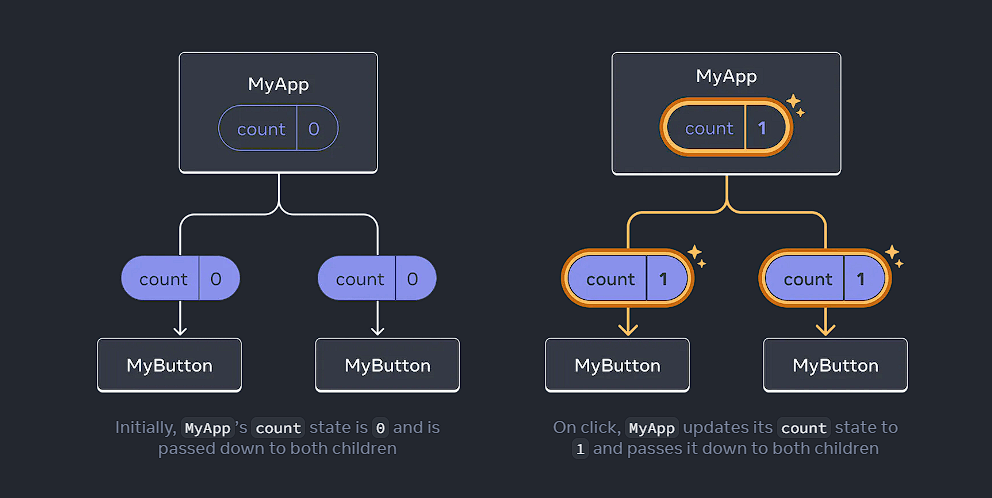 MyApp
count 0
count 0
count 0
MyButton
MyButton
Initially, MyApp's count state is 0 and is
passed down to both children
MyApp
count 1
count 1
count 1
MyButton
MyButton
On click, MyApp updates its count state to
1 and passes it down to both children